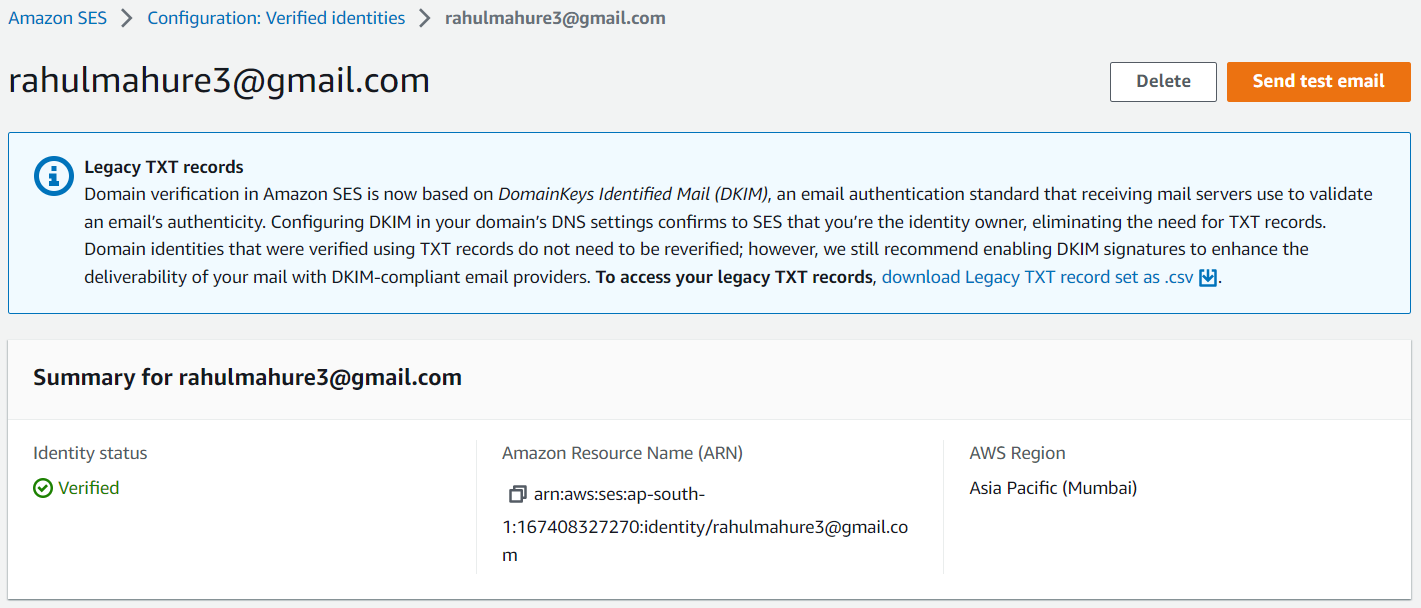 Amazon SES > Configuration: Verified identities > rahulmahure3@gmail.com
rahulmahure3@gmail.com
Delete
Send test email
Legacy TXT records
Domain verification in Amazon SES is now based on DomainKeys Identified Mail (DKIM), an email authentication standard that receiving mail servers use to validate
an email's authenticity. Configuring DKIM in your domain's DNS settings confirms to SES that you're the identity owner, eliminating the need for TXT records.
Domain identities that were verified using TXT records do not need to be reverified; however, we still recommend enabling DKIM signatures to enhance the
deliverability of your mail with DKIM-compliant email providers. To access your legacy TXT records, download Legacy TXT record set as .csv .
Summary for rahulmahure3@gmail.com
Identity status
Verified
Amazon Resource Name (ARN)
arn:aws:ses:ap-south-
1:167408327270:identity/rahulmahure3@gmail.co
m
AWS Region
Asia Pacific (Mumbai)